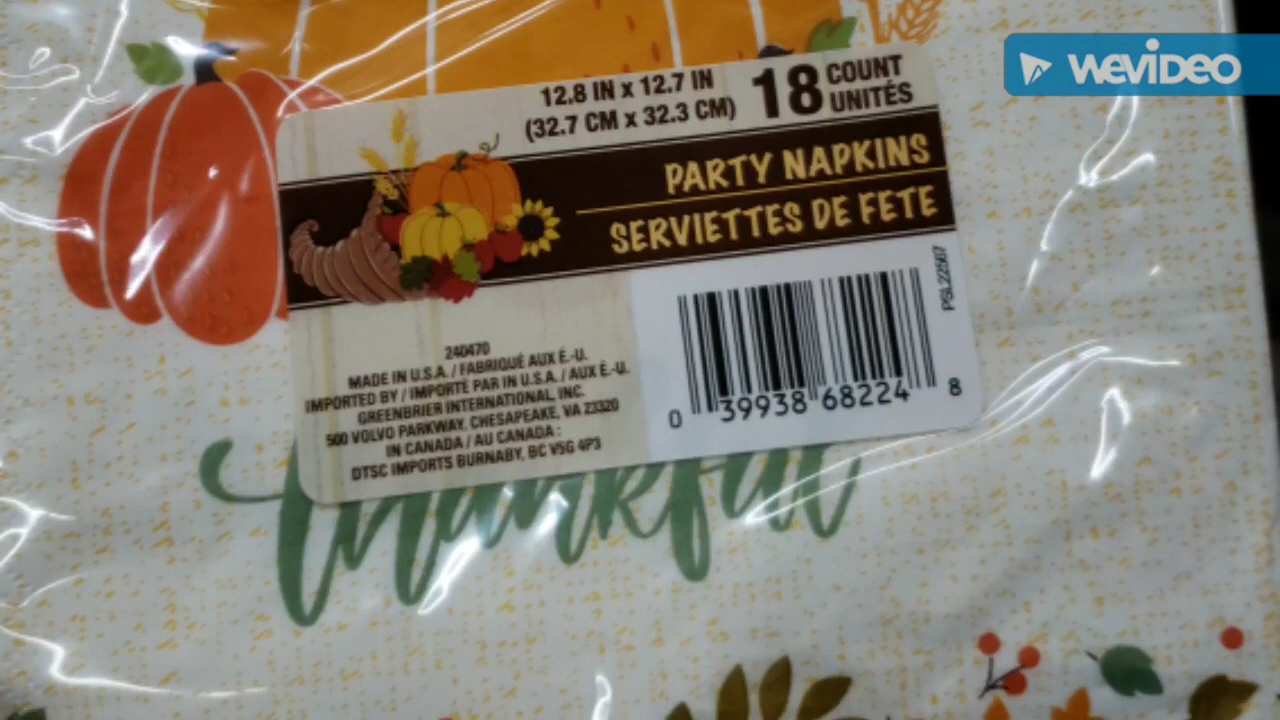 WEVIDEO
12.8 IN x 12.7 IN
(32.7 CM x 32.3 CM)
18 COUNT
UNITÉS
PARTY NAPKINS
SERVIETTES DE FETE
PSL22567
240470
MADE IN U.S.A. / FABRIQUÉ AUX É.-U.
IMPORTED BY / IMPORTÉ PAR IN U.S.A. / AUX É.-U.
GREENBRIER INTERNATIONAL, INC.
500 VOLVO PARKWAY, CHESAPEAKE, VA 23320
IN CANADA / AU CANADA :
DTSC IMPORTS BURNABY, BC V5G 4P3
0 39938 68224 8
thankful